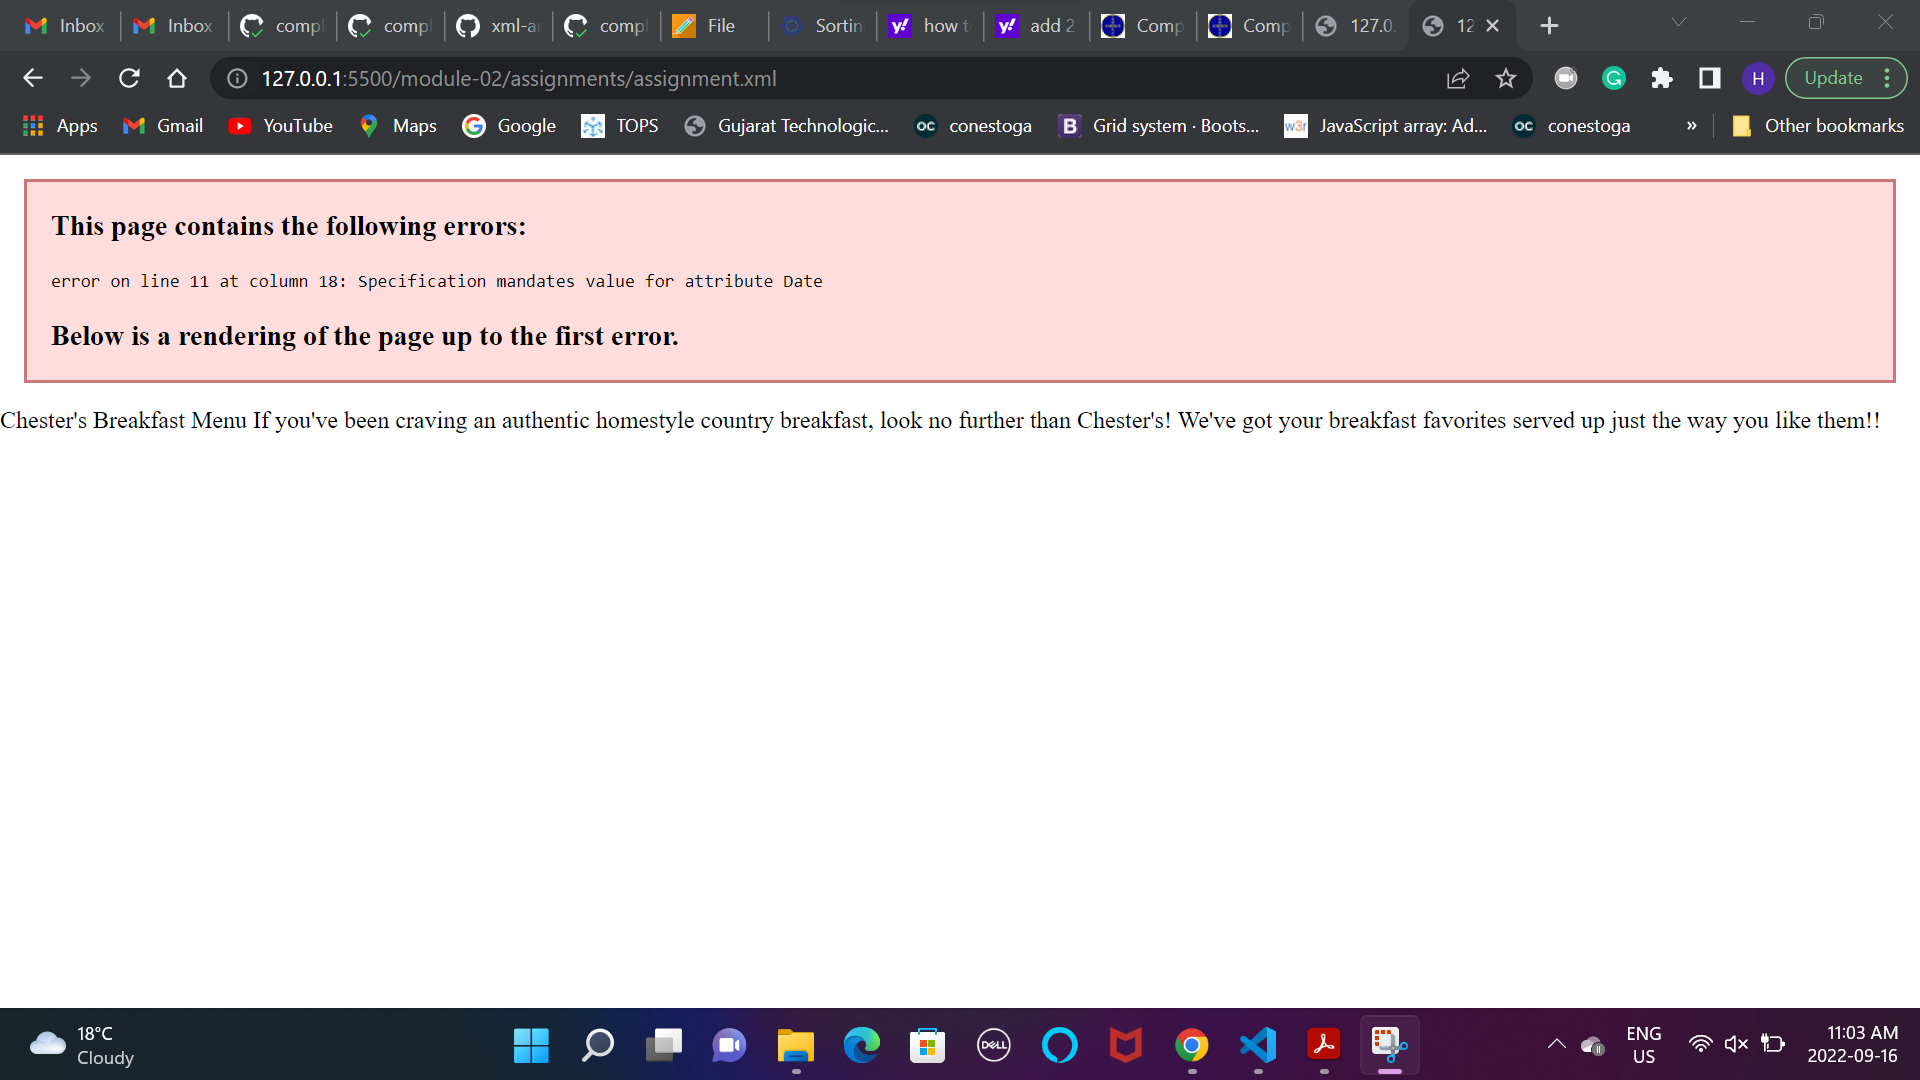 Inbox
Inbox
compl
compl
xml-a
compl
File
Sortin
how t
add 2
Comp
Comp
127.0.
12
127.0.0.1:5500/module-02/assignments/assignment.xml
H
Update
Apps
Gmail
YouTube
Maps
Google
TOPS
Gujarat Technologic...
conestoga
Grid system · Boots...
JavaScript array: Ad...
conestoga
»
Other bookmarks
This page contains the following errors:
error on line 11 at column 18: Specification mandates value for attribute Date
Below is a rendering of the page up to the first error.
Chester's Breakfast Menu If you've been craving an authentic homestyle country breakfast, look no further than Chester's! We've got your breakfast favorites served up just the way you like them!!
18°C
Cloudy
DELL
ENG
US
11:03 AM
2022-09-16